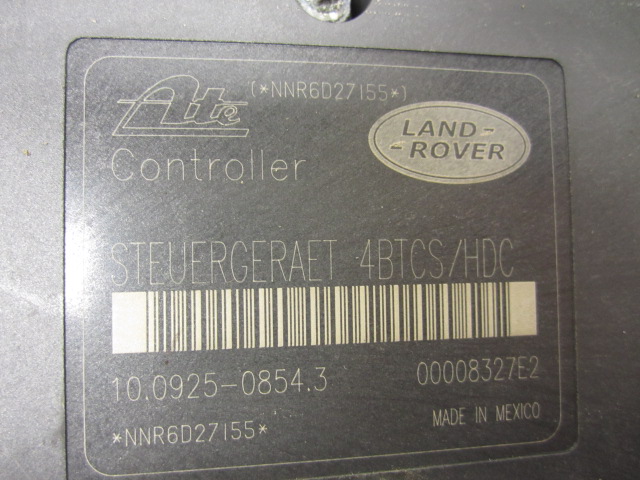 (*NNR6D27155*)
Ate
LAND-
-ROVER
Controller
STEUERGERAET 4BTCS/HDC
10.0925-0854.3
00008327E2
*NNR6D27155*
MADE IN MEXICO